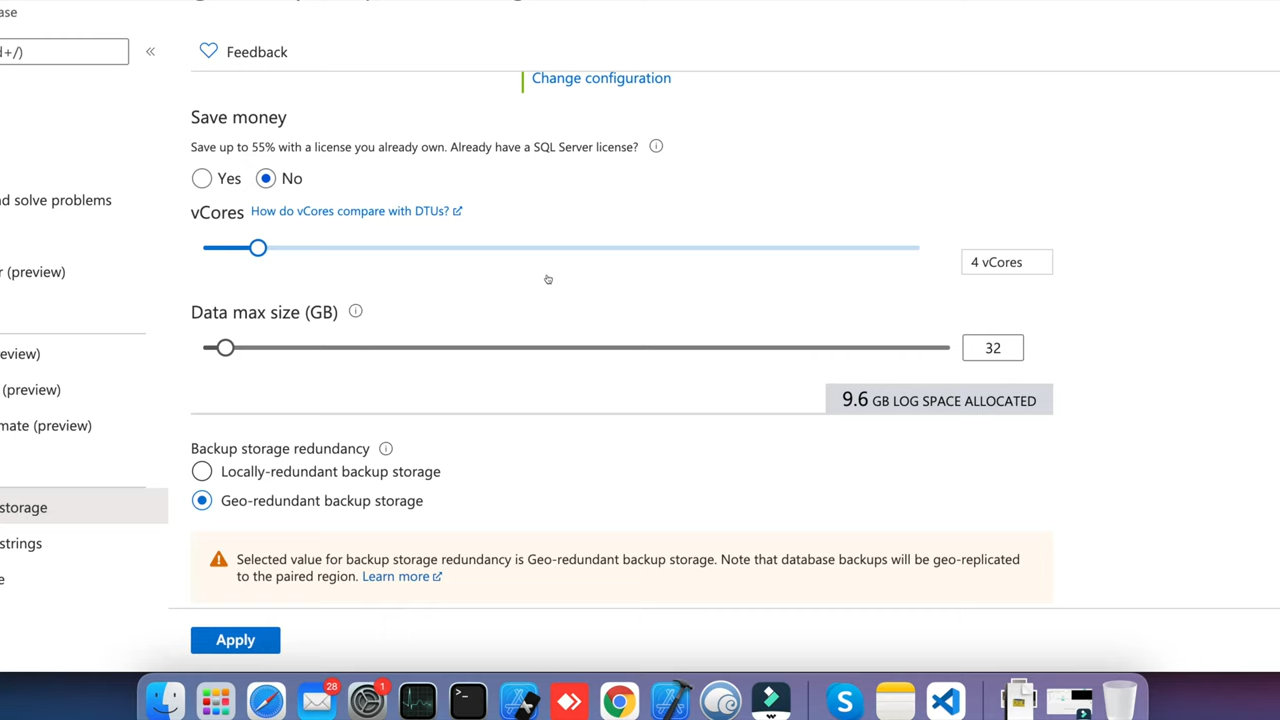 ase
d+/)
«
Feedback
Change configuration
Save money
Save up to 55% with a license you already own. Already have a SQL Server license?
Yes
No
vCores
How do vCores compare with DTUs?
4 vCores
Data max size (GB)
32
9.6 GB LOG SPACE ALLOCATED
Backup storage redundancy
Locally-redundant backup storage
Geo-redundant backup storage
Selected value for backup storage redundancy is Geo-redundant backup storage. Note that database backups will be geo-replicated
to the paired region. Learn more
Apply
nd solve problems
r (preview)
eview)
(preview)
mate (preview)
storage
strings
e
28
1
S